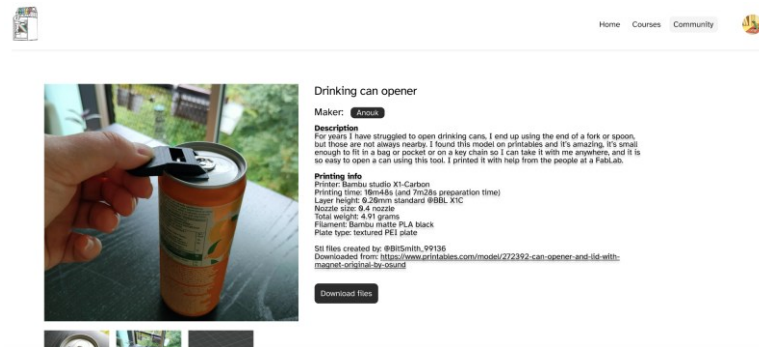 Home Courses Community
Drinking can opener
Maker: Anouk
Description
For years I have struggled to open drinking cans, I end up using the end of a fork or spoon,
but those are not always nearby. I found this model on printables and it's amazing, it's small
enough to fit in a bag or pocket or on a key chain so I can take it with me anywhere, and it is
so easy to open a can using this tool. I printed it with help from the people at a FabLab.
Printing info
Printer: Bambu studio X1-Carbon
Printing time: 10m48s (and 7m28s preparation time)
Layer height: 0.20mm standard @BBL X1C
Nozzle size: 0.4 nozzle
Total weight: 4.91 grams
Filament: Bambu matte PLA black
Plate type: textured PEI plate
Stl files created by: @BitSmith_99136
Downloaded from: https://www.printables.com/model/272392-can-opener-and-lid-with-
magnet-original-by-osund
Download files